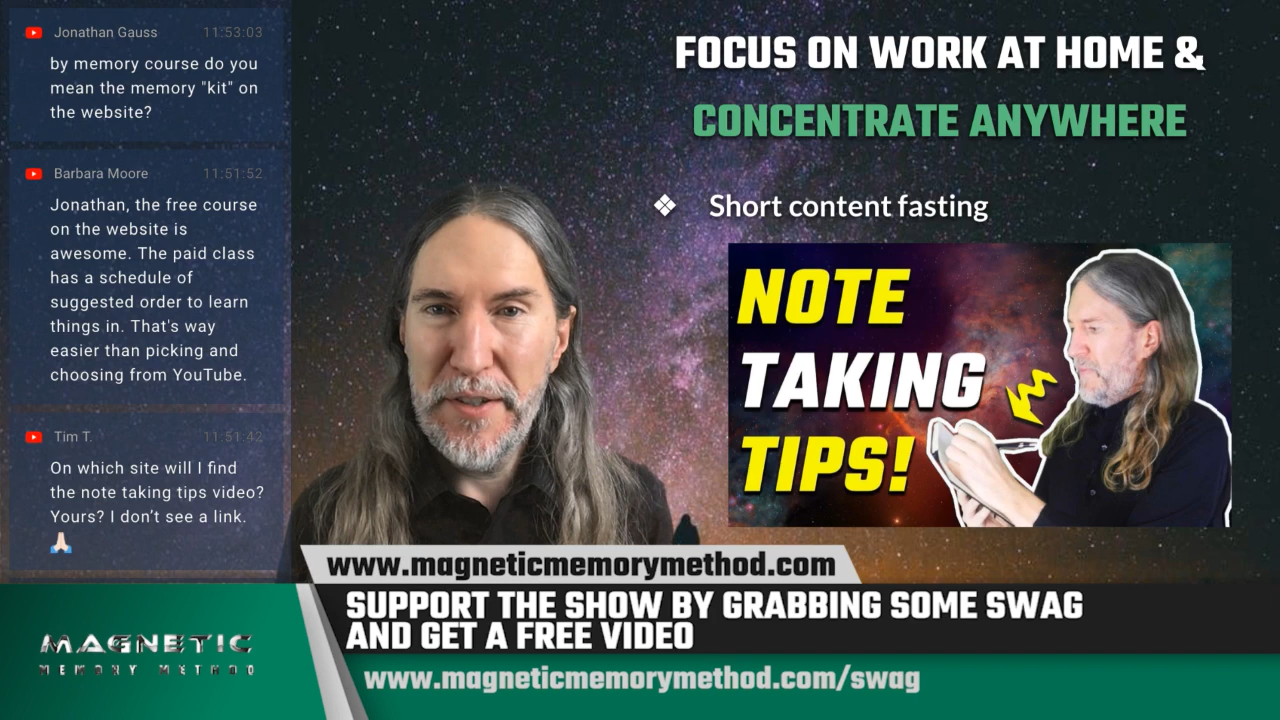 Jonathan Gauss 11:53:03
by memory course do you
mean the memory "kit" on
the website?
Barbara Moore 11:51:52
Jonathan, the free course
on the website is
awesome. The paid class
has a schedule of
suggested order to learn
things in. That's way
easier than picking and
choosing from YouTube.
Tim T. 11:51:42
On which site will I find
the note taking tips video?
Yours? I don’t see a link.
🙏🏻
FOCUS ON WORK AT HOME &
CONCENTRATE ANYWHERE
❖ Short content fasting
NOTE
TAKING
TIPS!
www.magneticmemorymethod.com
SUPPORT THE SHOW BY GRABBING SOME SWAG
AND GET A FREE VIDEO
www.magneticmemorymethod.com/swag
MAGNETIC
MEMORY METHOD